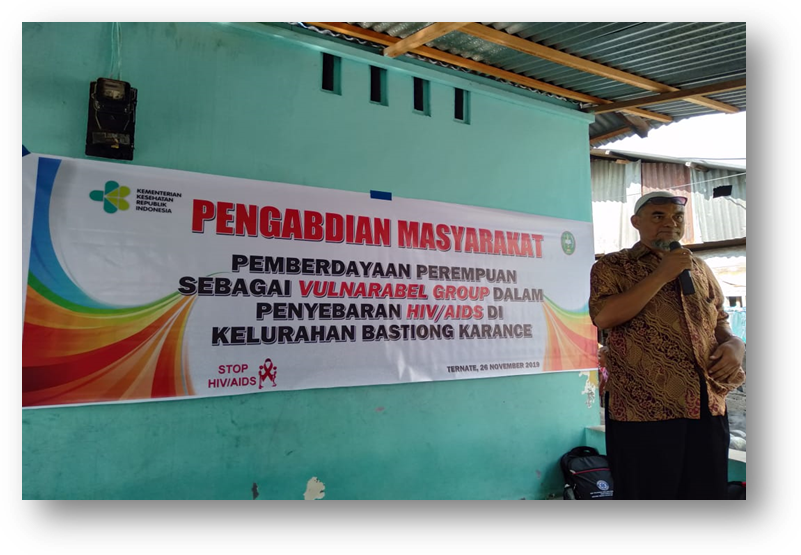 KEMENTERIAN
KESEHATAN
REPUBLIK
INDONESIA
PENGABDIAN MASYARAKAT
PEMBERDAYAAN PEREMPUAN
SEBAGAI VULNARABEL GROUP DALAM
PENYEBARAN HIV/AIDS DI
KELURAHAN BASTIONG KARANCE
STOP
HIV/AIDS
TERNATE, 26 NOVEMBER 2019